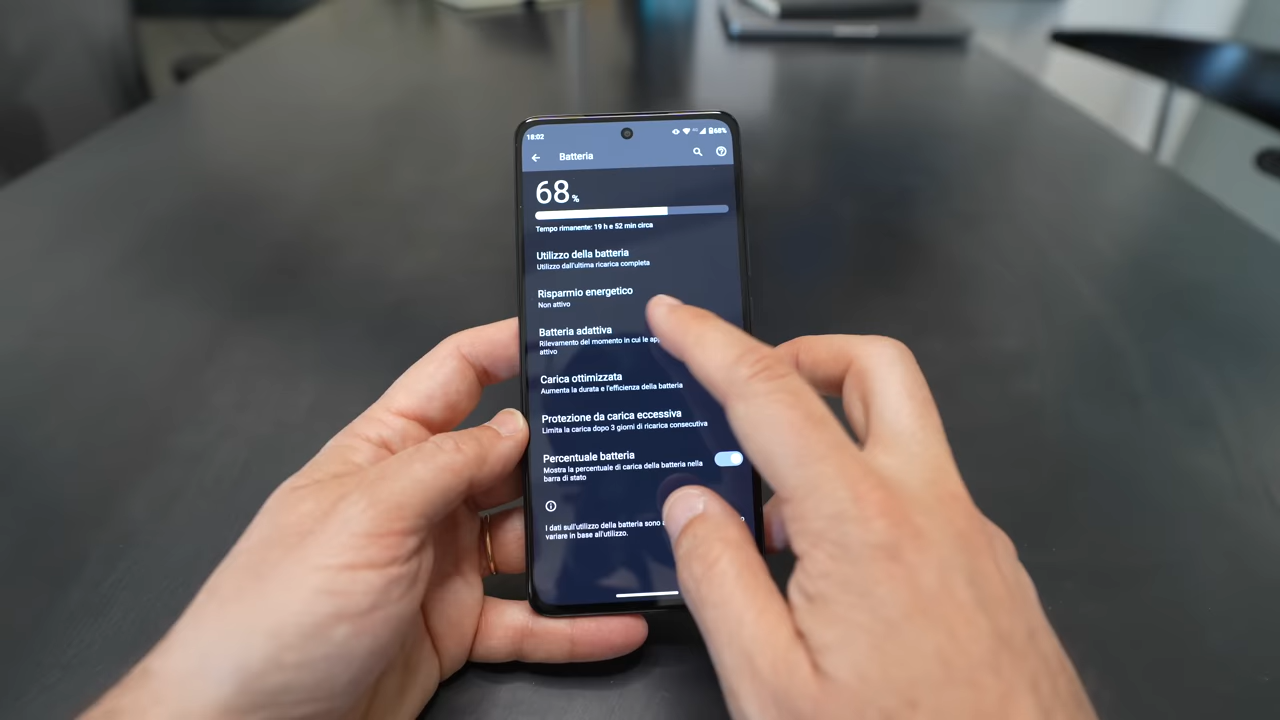 18:02 68%
Batteria
68%
Tempo rimanente: 19 h e 52 min circa
Utilizzo della batteria
Utilizzo dall'ultima ricarica completa
Risparmio energetico
Non attivo
Batteria adattiva
Rilevamento del momento in cui le
attivo
Carica ottimizzata
Aumenta la durata e l'efficienza della batteria
Protezione da carica eccessiva
Limita la carica dopo 3 giorni di ricarica consecutiva
Percentuale batteria
Mostra la percentuale di carica della batteria nella
barra di stato
I dati sull'utilizzo della batteria sono
variare in base all'utilizzo.